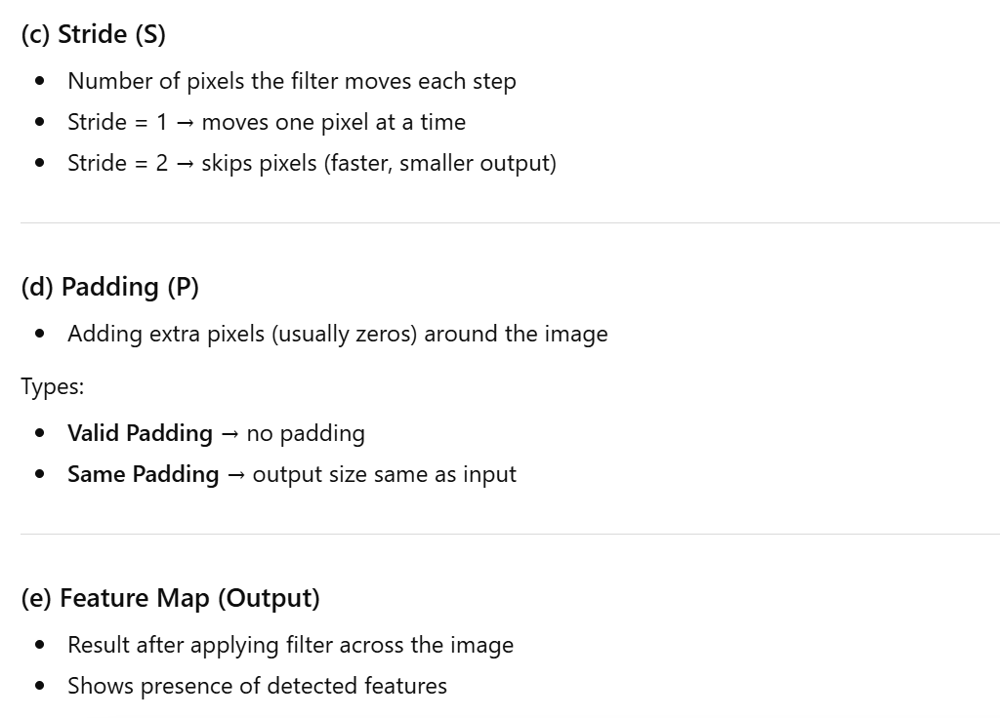 (c) Stride (S)
• Number of pixels the filter moves each step
• Stride = 1 → moves one pixel at a time
• Stride = 2 → skips pixels (faster, smaller output)
(d) Padding (P)
• Adding extra pixels (usually zeros) around the image
Types:
• Valid Padding → no padding
• Same Padding → output size same as input
(e) Feature Map (Output)
• Result after applying filter across the image
• Shows presence of detected features